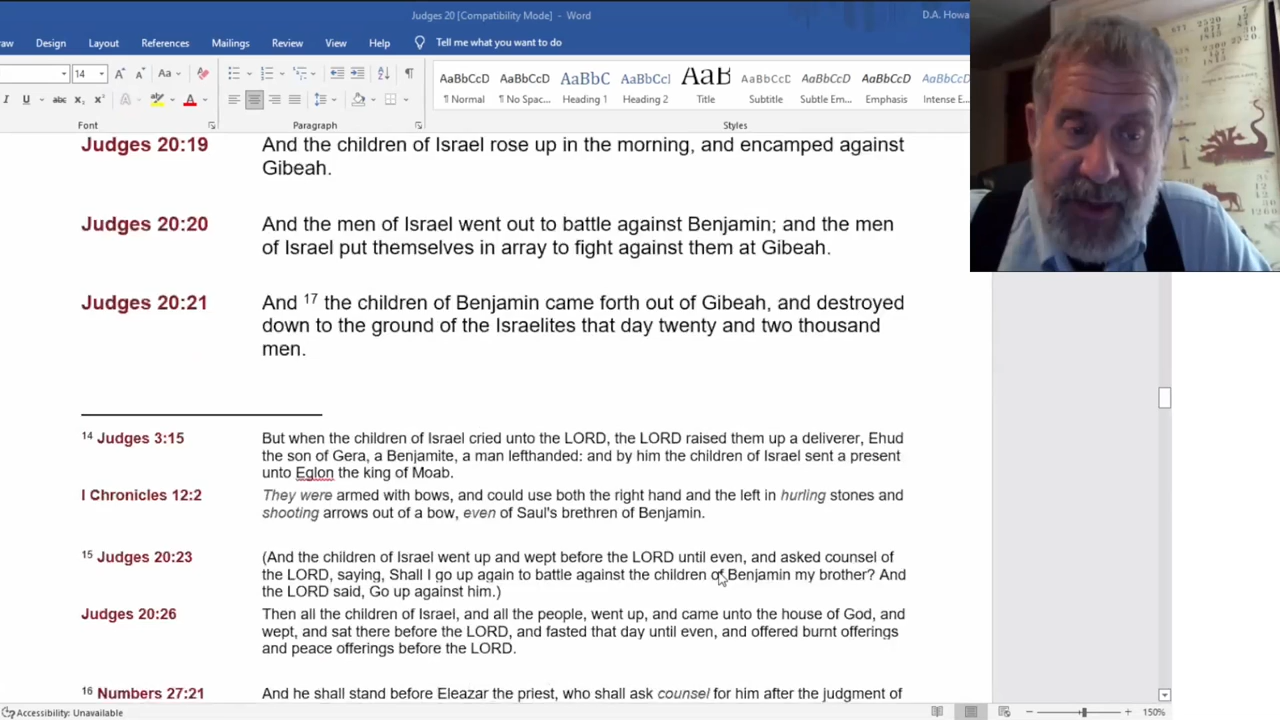 Judges 20 [Compatibility Mode] - Word
D.A. Howa
aw Design Layout References Mailings Review View Help Tell me what you to do
14 A A Aa A
I U abc X₂ X² A A
Font
Paragraph
AaBbCcD AaBbCcD AaBbC AaBbCcl AaB AaBbCcD AaBbCcD AaBbCcD AaBbCcl
¶ Normal ¶ No Spac... Heading 1 Heading 2 Title Subtitle Subtle Em... Emphasis Intense E...
Styles
Judges 20:19 And the children of Israel rose up in the morning, and encamped against
Gibeah.
Judges 20:20 And the men of Israel went out to battle against Benjamin; and the men
of Israel put themselves in array to fight against them at Gibeah.
Judges 20:21 And 17 the children of Benjamin came forth out of Gibeah, and destroyed
down to the ground of the Israelites that day twenty and two thousand
men.
14 Judges 3:15 But when the children of Israel cried unto the LORD, the LORD raised them up a deliverer, Ehud
the son of Gera, a Benjamite, a man lefthanded: and by him the children of Israel sent a present
unto Eglon the king of Moab.
I Chronicles 12:2 They were armed with bows, and could use both the right hand and the left in hurling stones and
shooting arrows out of a bow, even of Saul's brethren of Benjamin.
15 Judges 20:23 (And the children of Israel went up and wept before the LORD until even, and asked counsel of
the LORD, saying, Shall I go up again to battle against the children of Benjamin my brother? And
the LORD said, Go up against him.)
Judges 20:26 Then all the children of Israel, and all the people, went up, and came unto the house of God, and
wept, and sat there before the LORD, and fasted that day until even, and offered burnt offerings
and peace offerings before the LORD.
16 Numbers 27:21 And he shall stand before Eleazar the priest, who shall ask counsel for him after the judgment of
Accessibility: Unavailable
150%
677 2520
2300
2520
1260